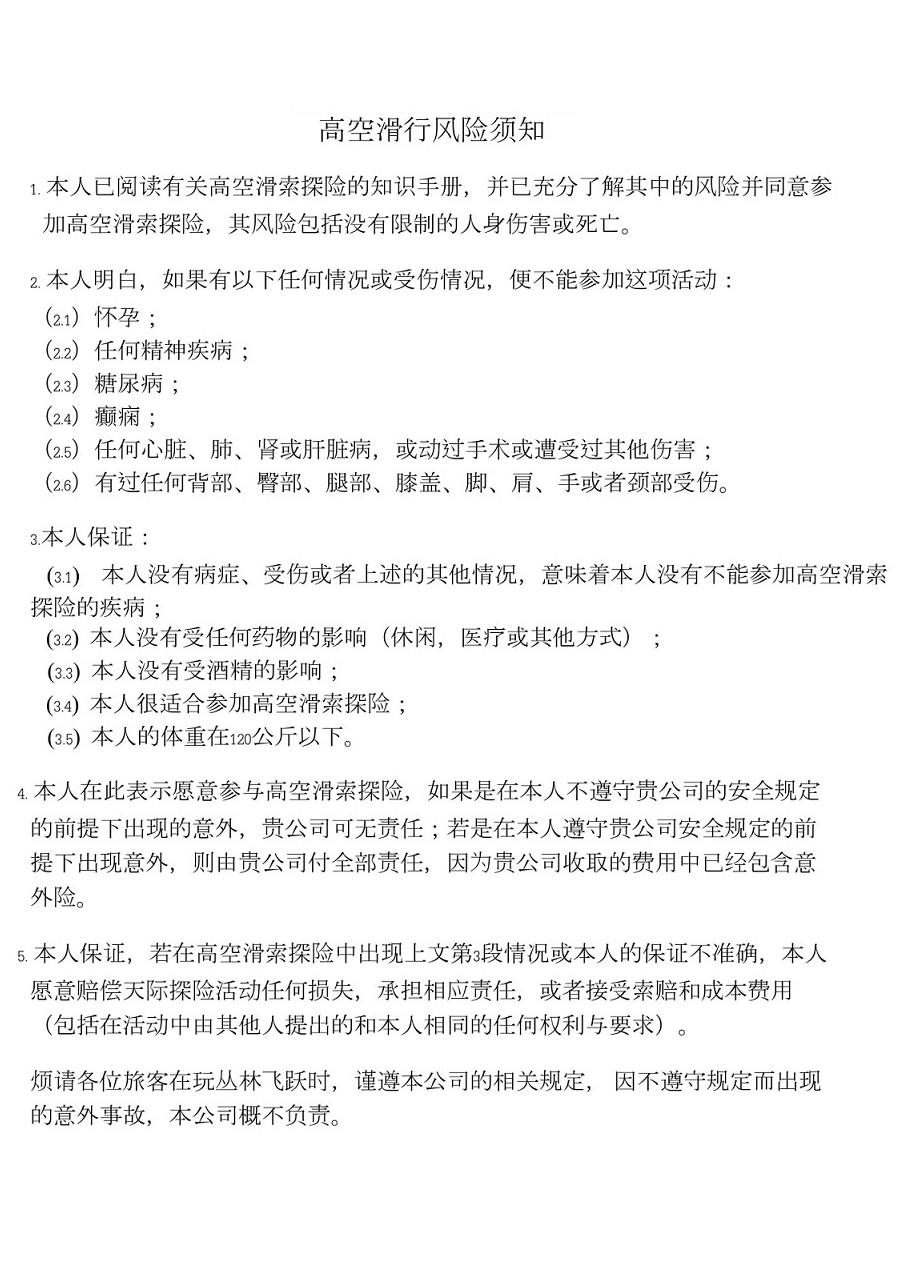 高空滑行风险须知
1. 本人已阅读有关高空滑索探险的知识手册，并已充分了解其中的风险并同意参
加高空滑索探险，其风险包括没有限制的人身伤害或死亡。
2. 本人明白，如果有以下任何情况或受伤情况，便不能参加这项活动：
（2.1）怀孕；
（2.2）任何精神疾病；
（2.3）糖尿病；
（2.4）癫痫；
（2.5）任何心脏、肺、肾或肝脏病，或动过手术或遭受过其他伤害；
（2.6）有过任何背部、臀部、腿部、膝盖、脚、肩、手或者颈部受伤。
3.本人保证：
(3.1) 本人没有病症、受伤或者上述的其他情况，意味着本人没有不能参加高空滑索
探险的疾病；
(3.2) 本人没有受任何药物的影响（休闲，医疗或其他方式）；
(3.3) 本人没有受酒精的影响；
(3.4) 本人很适合参加高空滑索探险；
(3.5) 本人的体重在120公斤以下。
4. 本人在此表示愿意参与高空滑索探险，如果是在本人不遵守贵公司的安全规定
的前提下出现的意外，贵公司可无责任；若是在本人遵守贵公司安全规定的前
提下出现意外，则由贵公司付全部责任，因为贵公司收取的费用中已经包含意
外险。
5. 本人保证，若在高空滑索探险中出现上文第3段情况或本人的保证不准确，本人
愿意赔偿天际探险活动任何损失，承担相应责任，或者接受索赔和成本费用
（包括在活动中由其他人提出的和本人相同的任何权利与要求）。
烦请各位旅客在玩丛林飞跃时，谨遵本公司的相关规定， 因不遵守规定而出现
的意外事故，本公司概不负责。